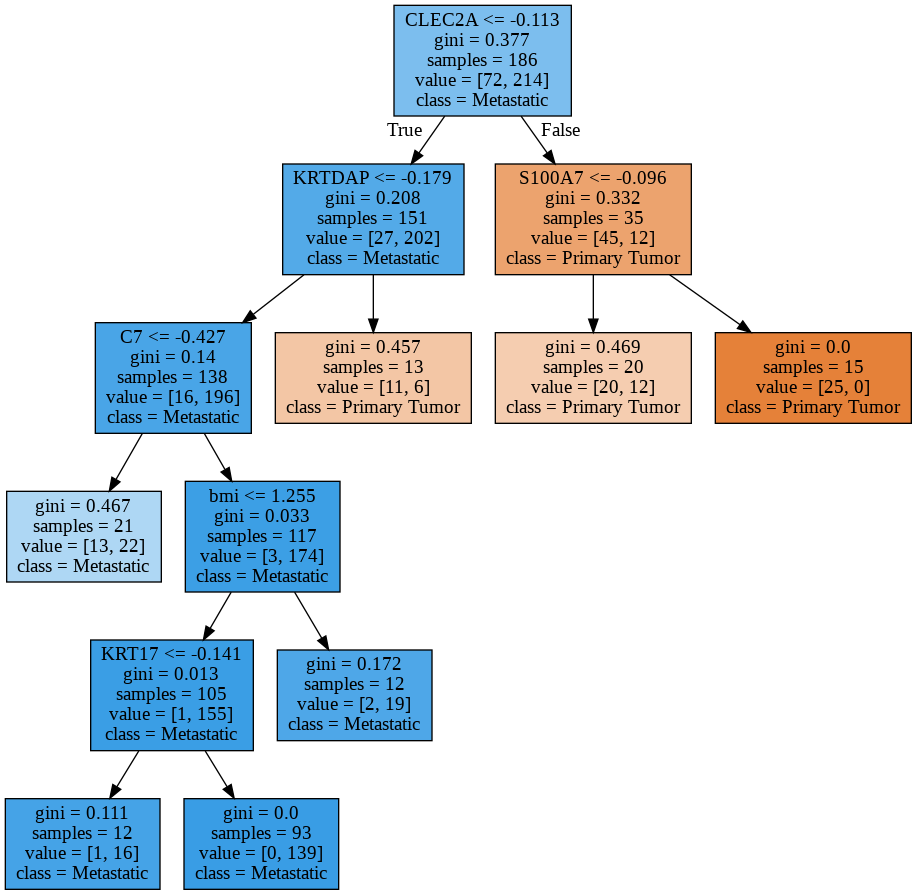 CLEC2A <= -0.113
gini = 0.377
samples = 186
value = [72, 214]
class = Metastatic
True
False
KRTDAP <= -0.179
gini = 0.208
samples = 151
value = [27, 202]
class = Metastatic
S100A7 <= -0.096
gini = 0.332
samples = 35
value = [45, 12]
class = Primary Tumor
C7 <= -0.427
gini = 0.14
samples = 138
value = [16, 196]
class = Metastatic
gini = 0.457
samples = 13
value = [11, 6]
class = Primary Tumor
gini = 0.469
samples = 20
value = [20, 12]
class = Primary Tumor
gini = 0.0
samples = 15
value = [25, 0]
class = Primary Tumor
gini = 0.467
samples = 21
value = [13, 22]
class = Metastatic
bmi <= 1.255
gini = 0.033
samples = 117
value = [3, 174]
class = Metastatic
KRT17 <= -0.141
gini = 0.013
samples = 105
value = [1, 155]
class = Metastatic
gini = 0.172
samples = 12
value = [2, 19]
class = Metastatic
gini = 0.111
samples = 12
value = [1, 16]
class = Metastatic
gini = 0.0
samples = 93
value = [0, 139]
class = Metastatic